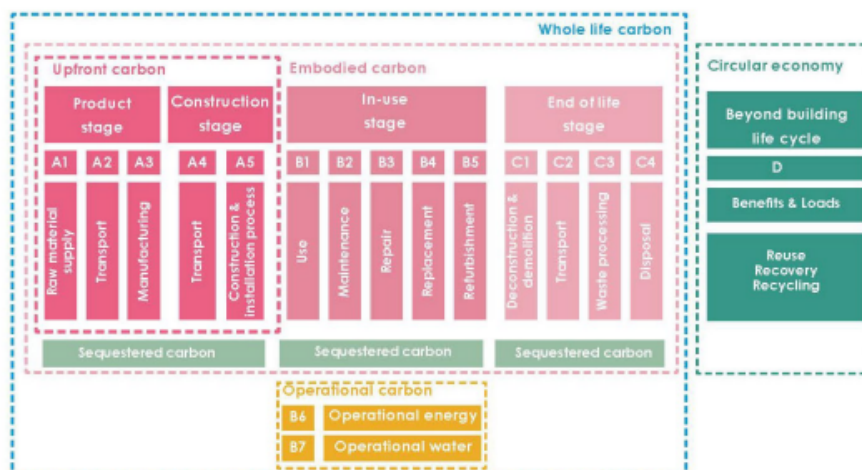 Whole life carbon
Upfront carbon
Embodied carbon
Circular economy
Product
stage
Construction
stage
In-use
stage
End of life
stage
Beyond building
life cycle
A1
A2
A3
A4
A5
B1
B2
B3
B4
B5
C1
C2
C3
C4
D
Raw material
supply
Transport
Manufacturing
Transport
Construction &
installation process
Use
Maintenance
Repair
Replacement
Refurbishment
Deconstruction &
demolition
Transport
Waste processing
Disposal
Benefits & Loads
Reuse
Recovery
Recycling
Sequestered carbon
Sequestered carbon
Sequestered carbon
Operational carbon
B6
Operational energy
B7
Operational water